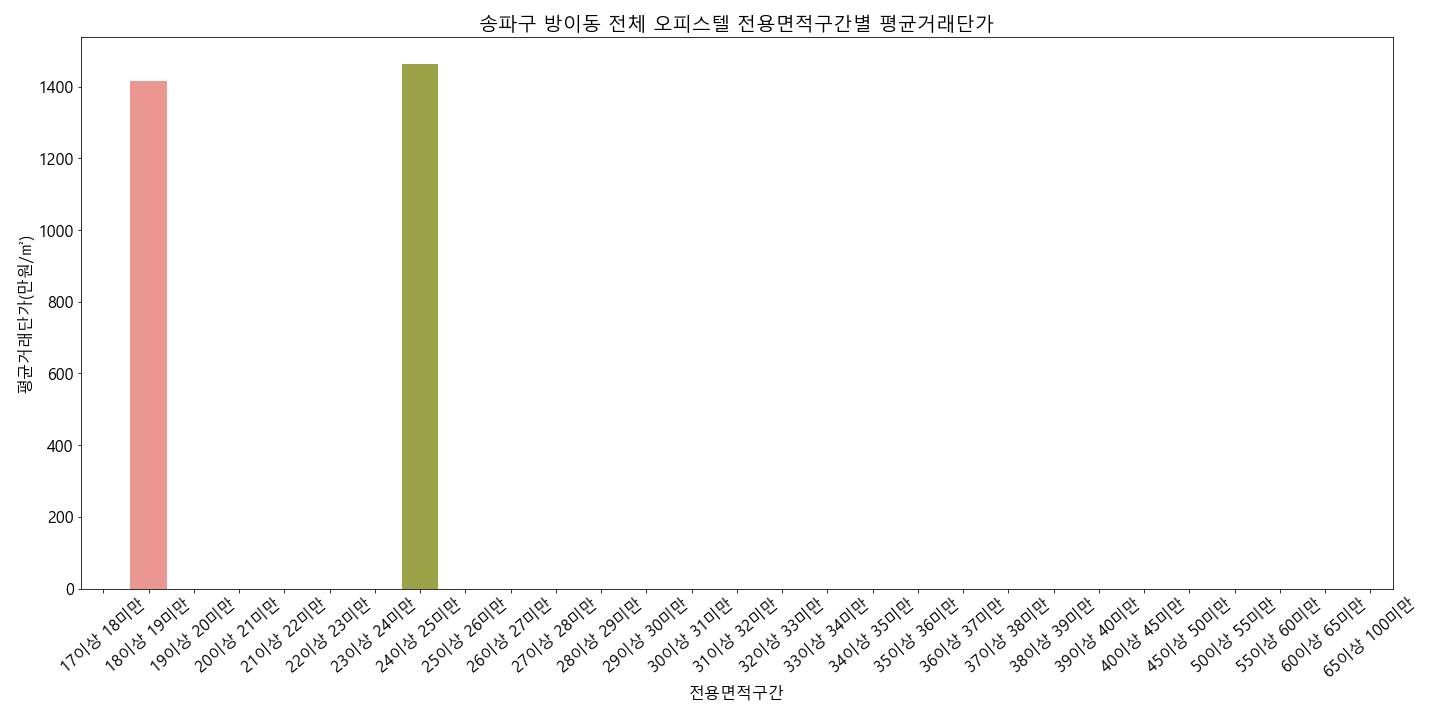 송파구 방이동 전체 오피스텔 전용면적구간별 평균거래단가
평균거래단가(만원/㎡)
1400
1200
1000
800
600
400
200
0
17이상 18미만
18이상 19미만
19이상 20미만
20이상 21미만
21이상 22미만
22이상 23미만
23이상 24미만
24이상 25미만
25이상 26미만
26이상 27미만
27이상 28미만
28이상 29미만
29이상 30미만
30이상 31미만
31이상 32미만
32이상 33미만
33이상 34미만
34이상 35미만
35이상 36미만
36이상 37미만
37이상 38미만
38이상 39미만
39이상 40미만
40이상 45미만
45이상 50미만
50이상 55미만
55이상 60미만
60이상 65미만
65이상 100미만
전용면적구간